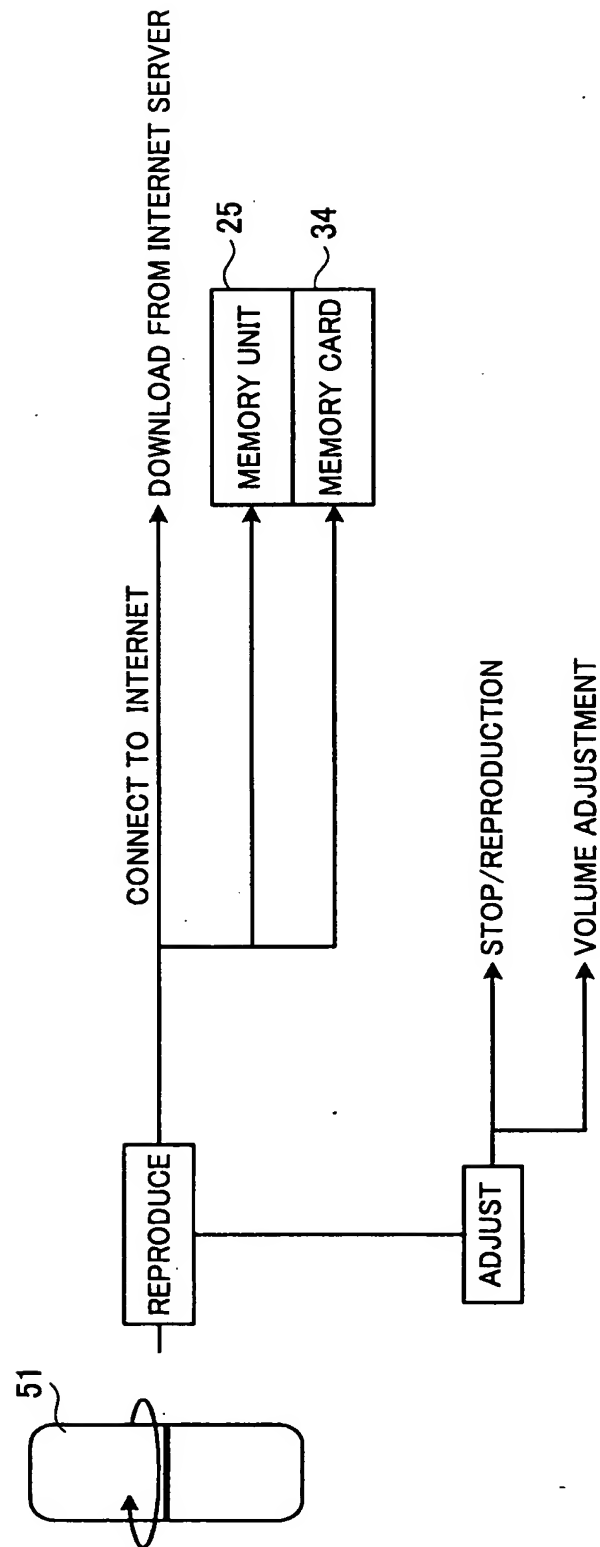 51
REPRODUCE
CONNECT TO INTERNET
DOWNLOAD FROM INTERNET SERVER
MEMORY UNIT
25
MEMORY CARD
34
ADJUST
STOP/REPRODUCTION
VOLUME ADJUSTMENT